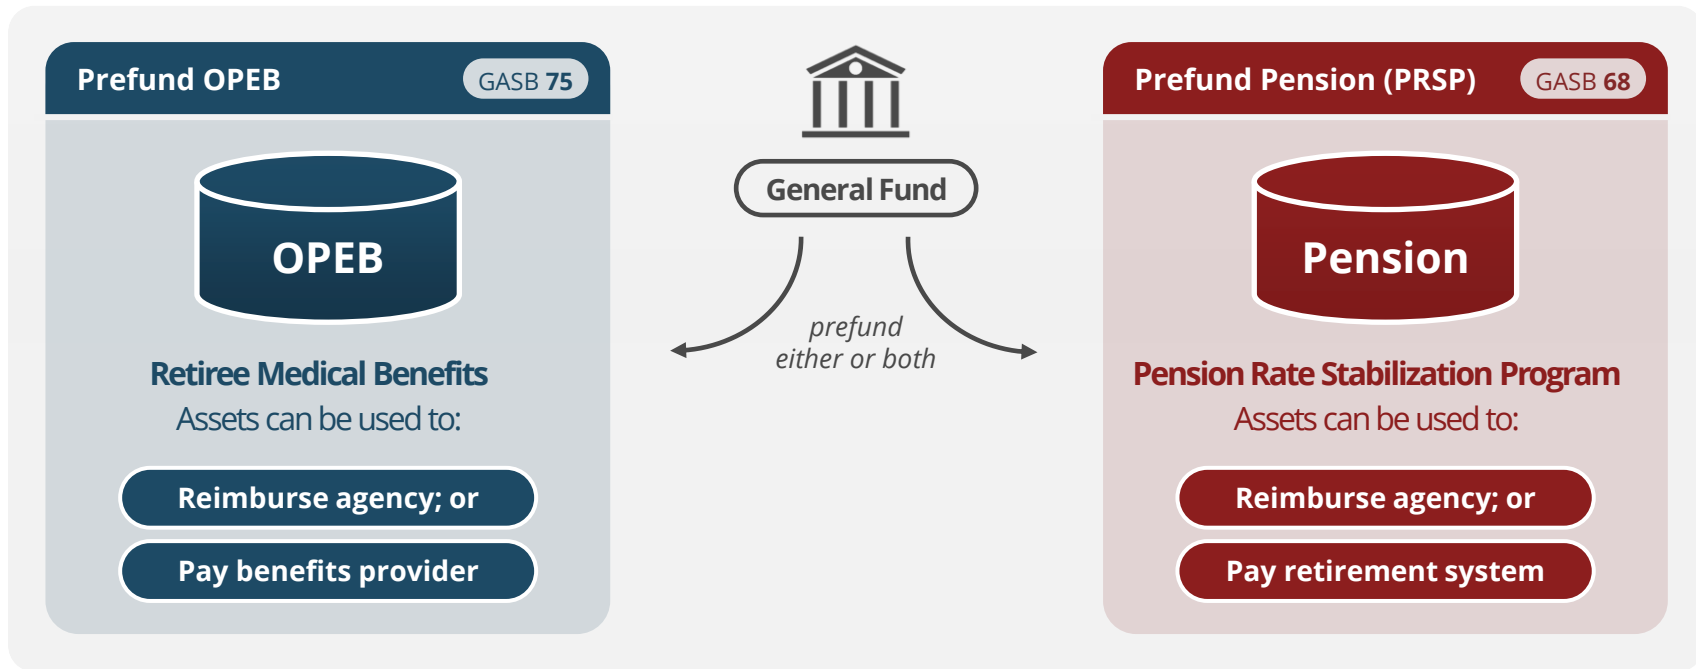 Prefund OPEB
GASB 75
OPEB
Retiree Medical Benefits
Assets can be used to:
Reimburse agency; or
Pay benefits provider
General Fund
prefund
either or both
Prefund Pension (PRSP)
GASB 68
Pension
Pension Rate Stabilization Program
Assets can be used to:
Reimburse agency; or
Pay retirement system